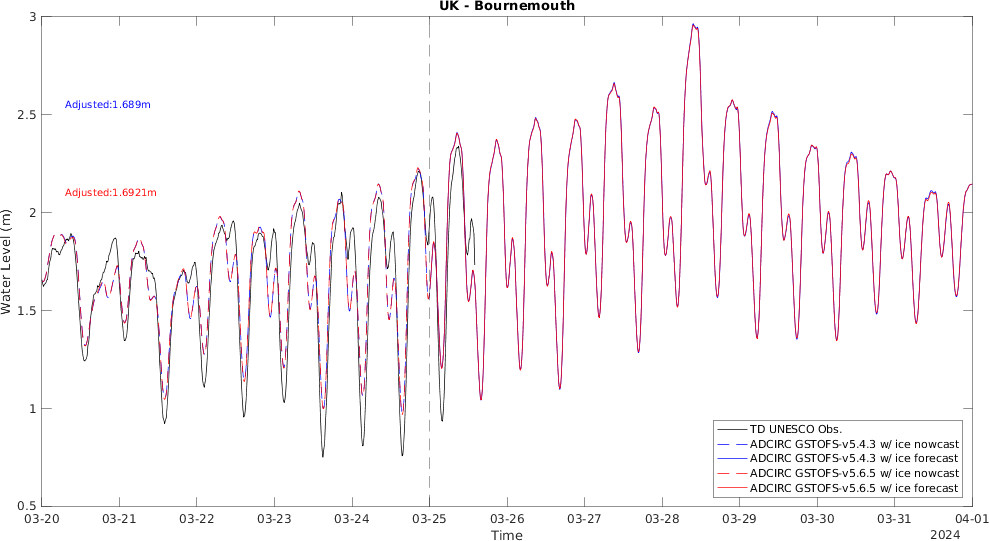 UK - Bournemouth
3
2.5
2
1.5
1
0.5
Water Level (m)
Adjusted:1.689m
Adjusted:1.6921m
TD UNESCO Obs.
ADCIRC GSTOFS-v5.4.3 w/ ice nowcast
ADCIRC GSTOFS-v5.4.3 w/ ice forecast
ADCIRC GSTOFS-v5.6.5 w/ ice nowcast
ADCIRC GSTOFS-v5.6.5 w/ ice forecast
03-20 03-21 03-22 03-23 03-24 03-25 03-26 03-27 03-28 03-29 03-30 03-31 04-01
Time
2024